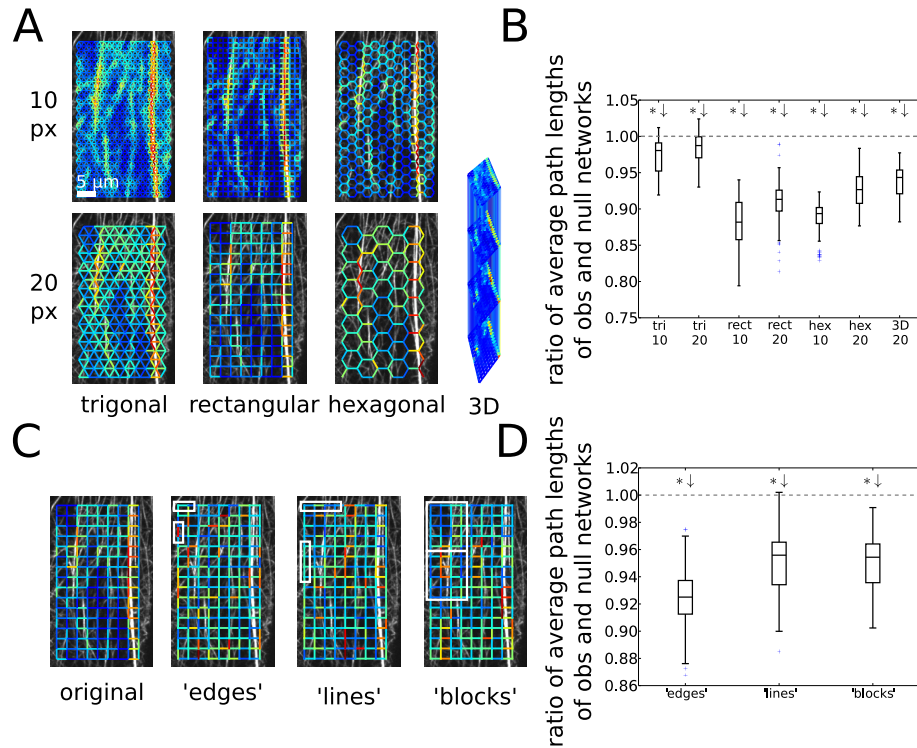 A
10
px
5 μm
20
px
trigonal
rectangular
hexagonal
3D
B
ratio of average path lengths
of obs and null networks
1.05
1.00
0.95
0.90
0.85
0.80
0.75
*↓ *↓ *↓ *↓ *↓ *↓ *↓
tri tri rect rect hex hex 3D
10 20 10 20 10 20 20
C
original
'edges'
'lines'
'blocks'
D
ratio of average path lengths
of obs and null networks
1.02
1.00
0.98
0.96
0.94
0.92
0.90
0.88
0.86
*↓ *↓ *↓
'edges' 'lines' 'blocks'